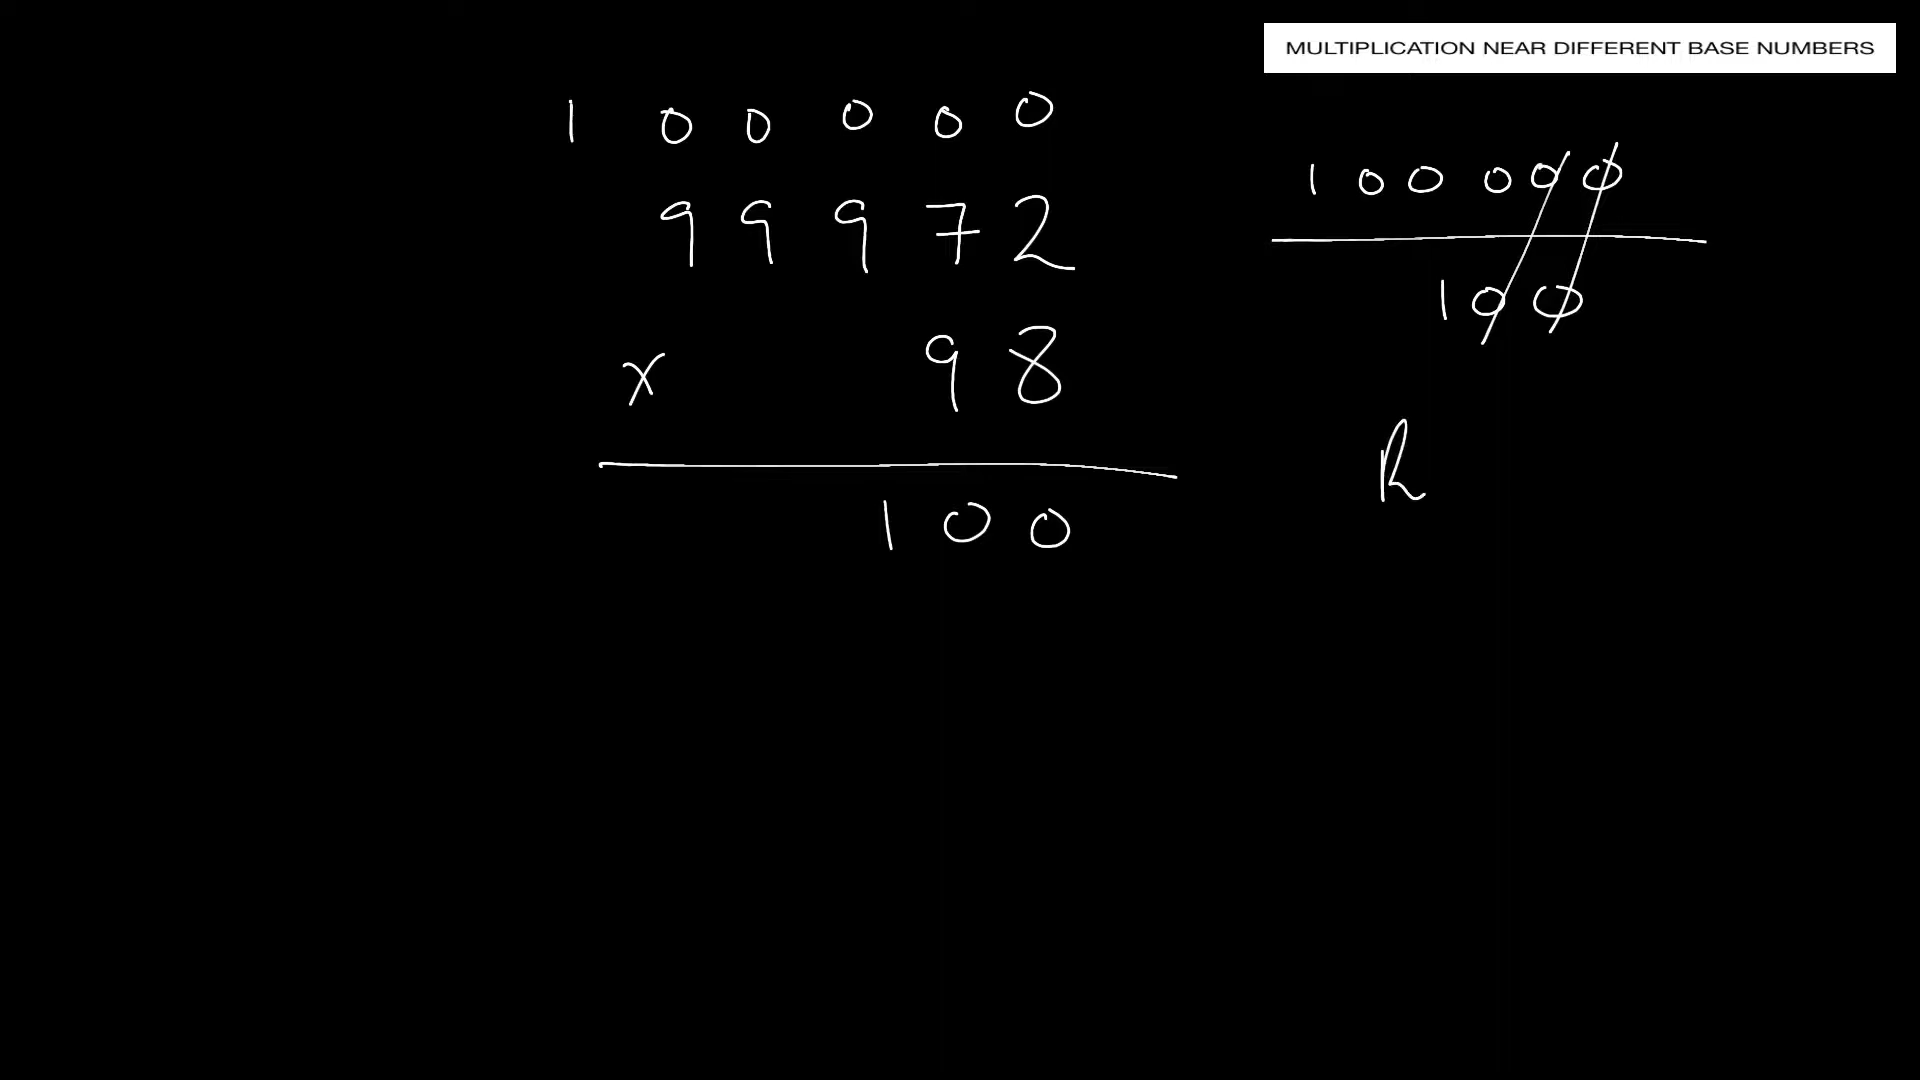 MULTIPLICATION NEAR DIFFERENT BASE NUMBERS
1 0 0 0 0 0
9 9 9 7 2
x 9 8
1 0 0
1 0 0 0 0 0
1 0 0
R